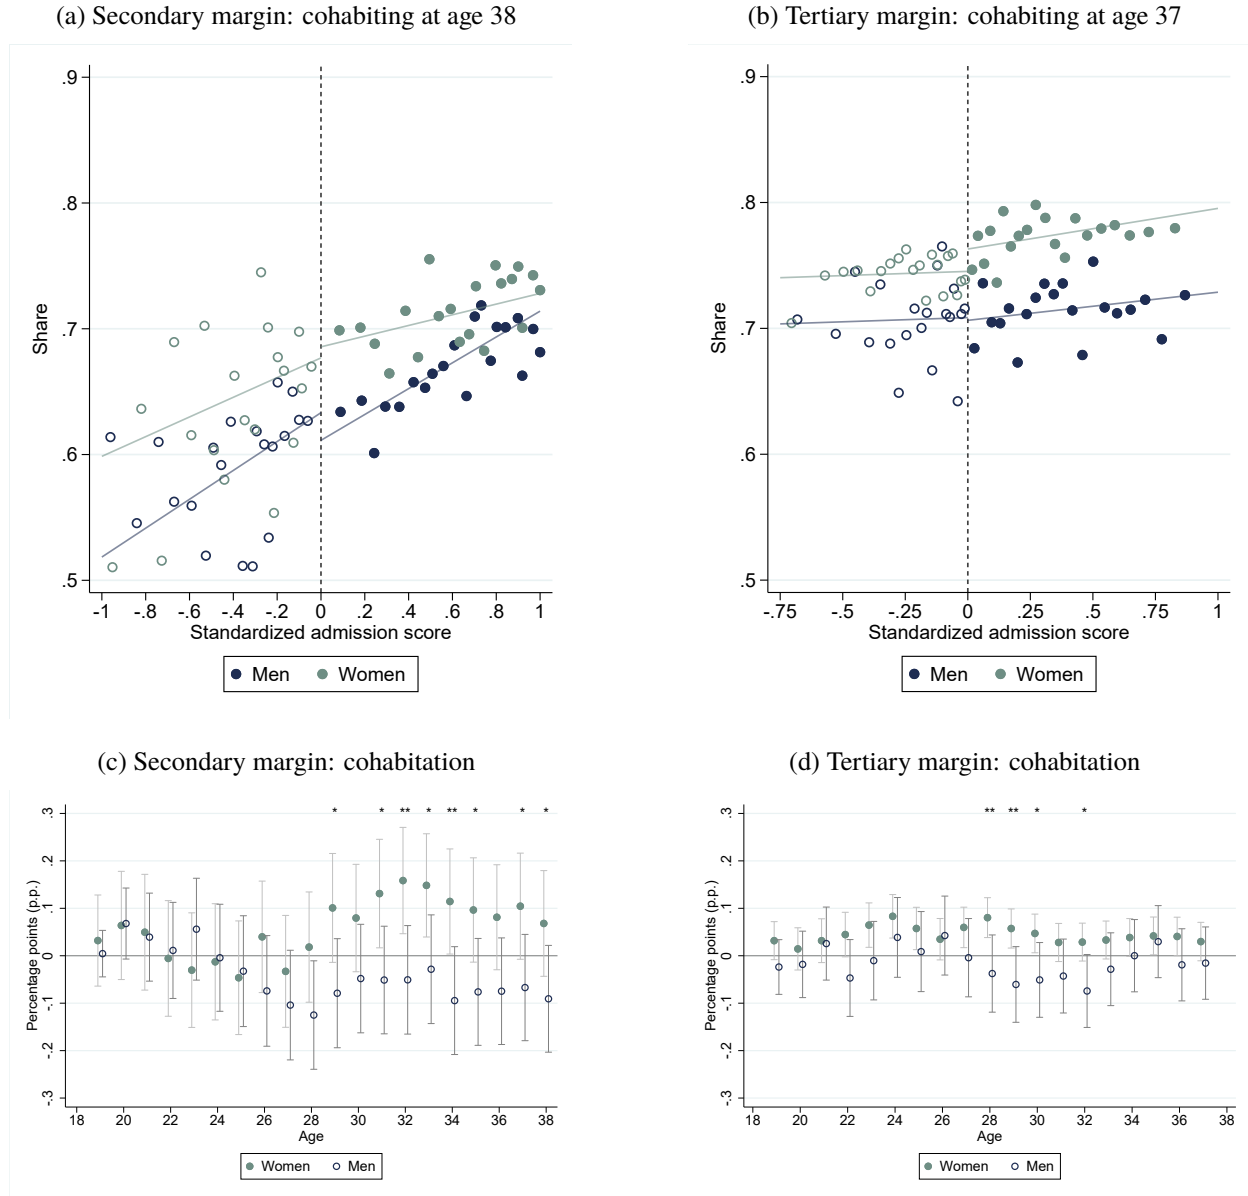 (a) Secondary margin: cohabiting at age 38
.9
.8
.7
.6
.5
Share
-1 -.8 -.6 -.4 -.2 0 .2 .4 .6 .8 1
Standardized admission score
Men Women
(b) Tertiary margin: cohabiting at age 37
.9
.8
.7
.6
.5
Share
-.75 -.5 -.25 0 .25 .5 .75 1
Standardized admission score
Men Women
(c) Secondary margin: cohabitation
* * ** * ** * * *
.3
.2
.1
0
-.1
-.2
-.3
Percentage points (p.p.)
18 20 22 24 26 28 30 32 34 36 38
Age
Women Men
(d) Tertiary margin: cohabitation
** ** * *
.3
.2
.1
0
-.1
-.2
-.3
Percentage points (p.p.)
18 20 22 24 26 28 30 32 34 36 38
Age
Women Men